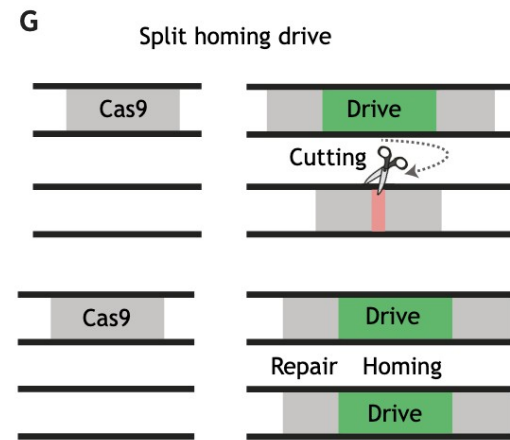 G
Split homing drive
Cas9
Drive
Cutting
Cas9
Drive
Repair Homing
Drive